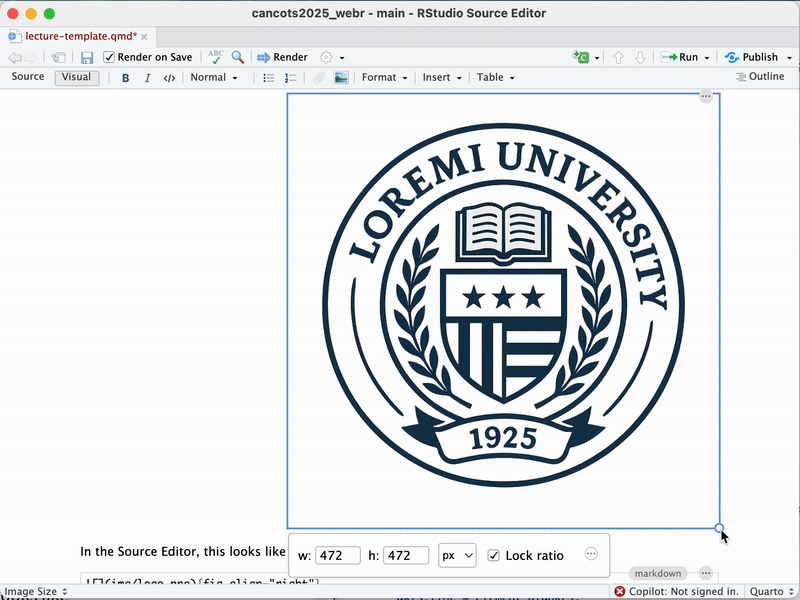 cancots2025_webr - main - RStudio Source Editor
lecture-template.qmd*
Render on Save
ABC
Render
Run
Publish
Source
Visual
B
I
</>
Normal
Format
Insert
Table
Outline
LOREMI UNIVERSITY
1925
In the Source Editor, this looks like
w: 472 h: 472 px Lock ratio
markdown
![](img/logo.png){fig-align="right"}
Image Size
Copilot: Not signed in.
Quarto